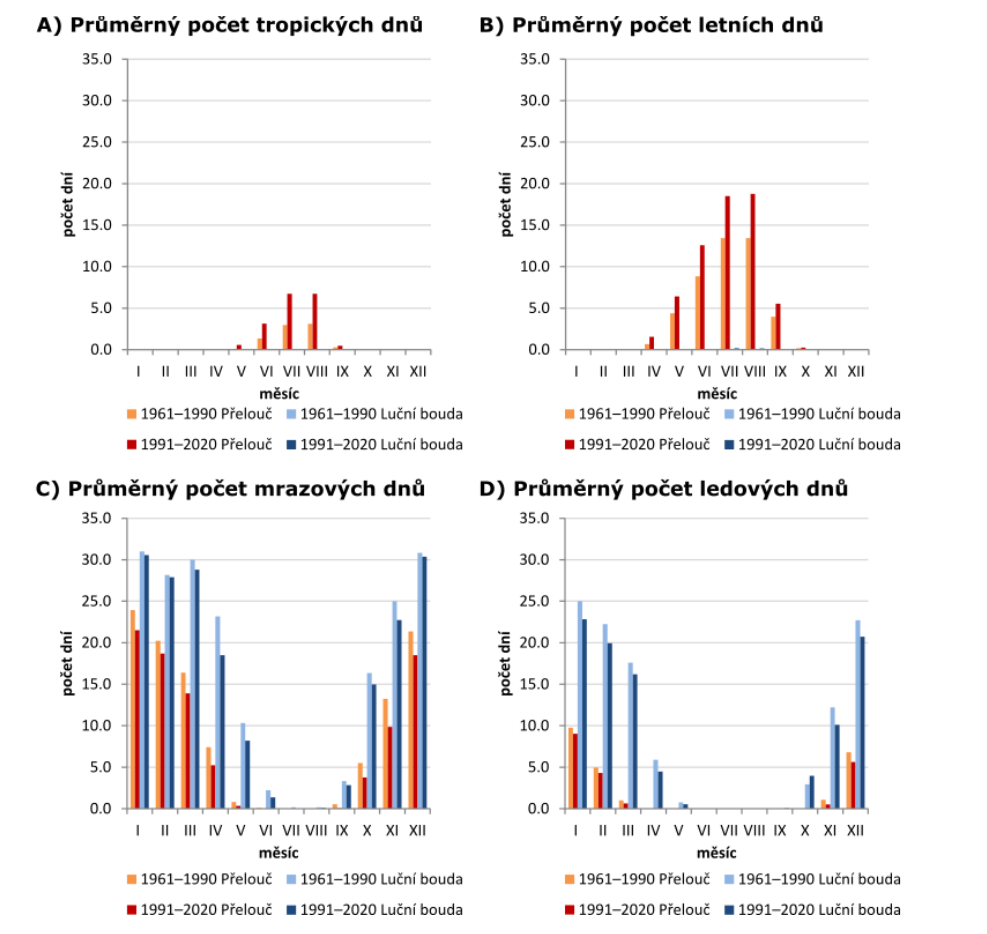 A) Průměrný počet tropických dnů
35.0
30.0
25.0
20.0
15.0
10.0
5.0
0.0
počet dní
I II III IV V VI VII VIII IX X XI XII
měsíc
1961–1990 Přelouč 1961–1990 Luční bouda
1991–2020 Přelouč 1991–2020 Luční bouda
B) Průměrný počet letních dnů
35.0
30.0
25.0
20.0
15.0
10.0
5.0
0.0
počet dní
I II III IV V VI VII VIII IX X XI XII
měsíc
1961–1990 Přelouč 1961–1990 Luční bouda
1991–2020 Přelouč 1991–2020 Luční bouda
C) Průměrný počet mrazových dnů
35.0
30.0
25.0
20.0
15.0
10.0
5.0
0.0
počet dní
I II III IV V VI VII VIII IX X XI XII
měsíc
1961–1990 Přelouč 1961–1990 Luční bouda
1991–2020 Přelouč 1991–2020 Luční bouda
D) Průměrný počet ledových dnů
35.0
30.0
25.0
20.0
15.0
10.0
5.0
0.0
počet dní
I II III IV V VI VII VIII IX X XI XII
měsíc
1961–1990 Přelouč 1961–1990 Luční bouda
1991–2020 Přelouč 1991–2020 Luční bouda